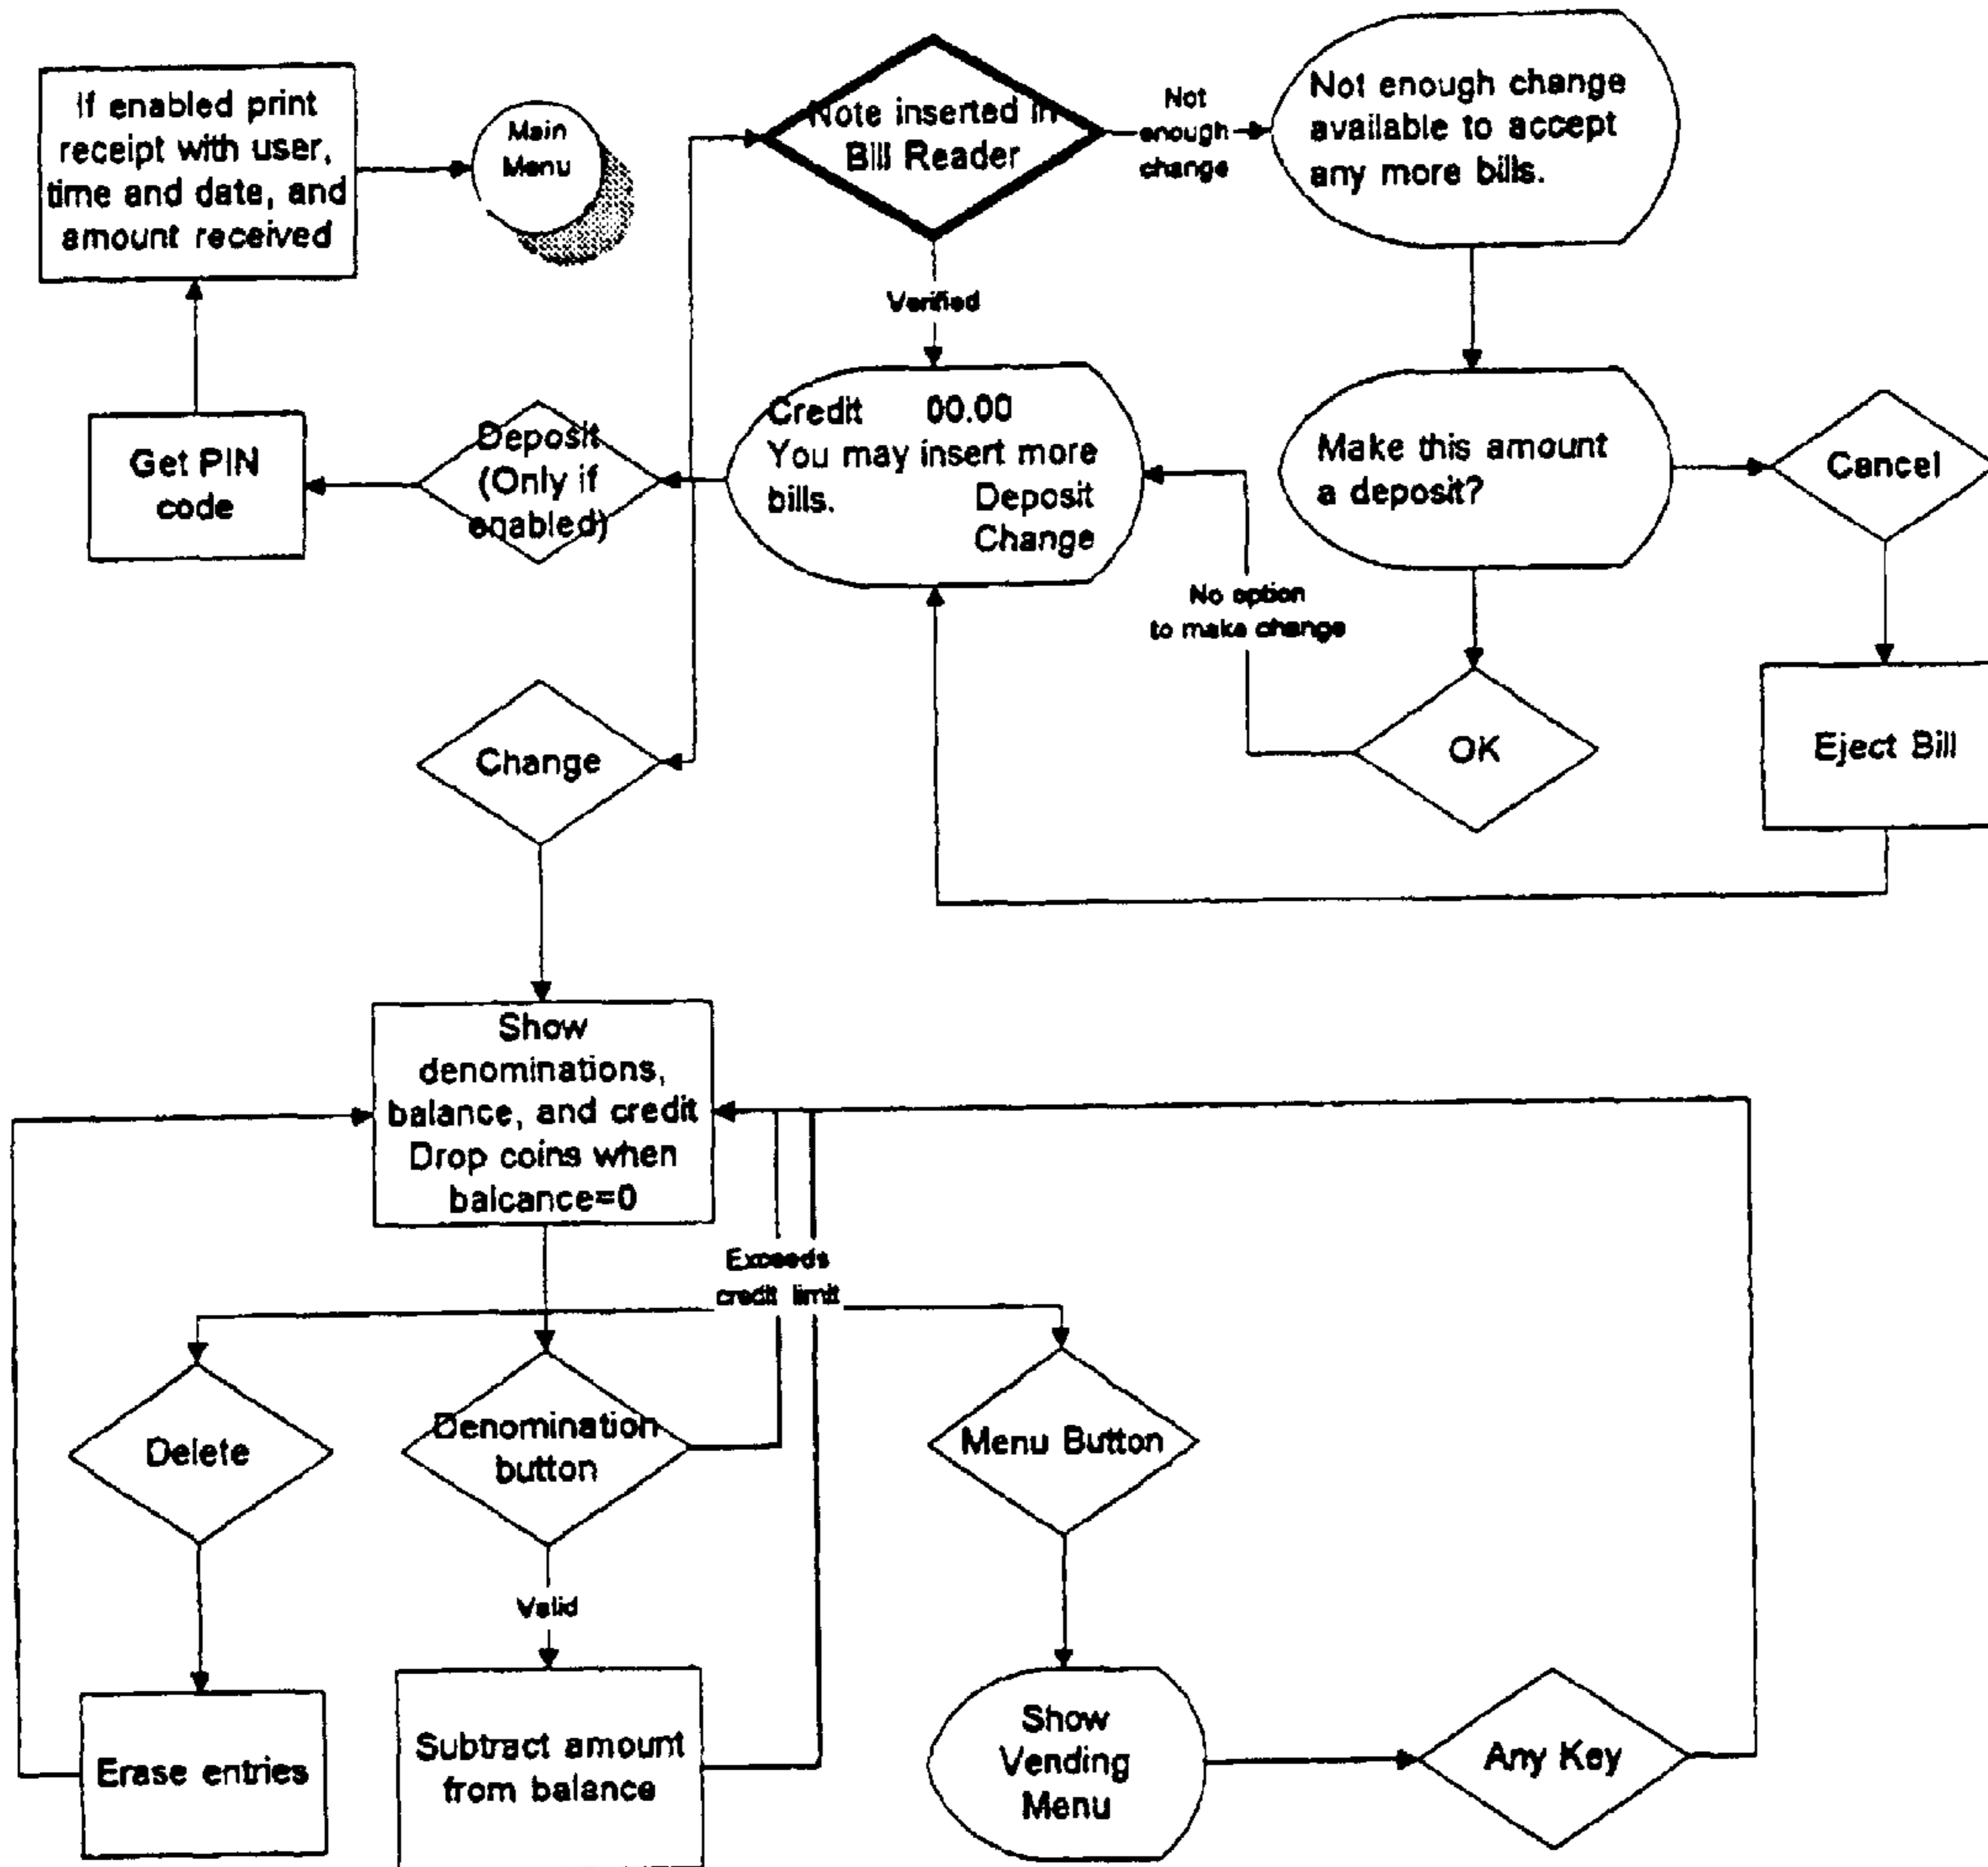 If enabled print
receipt with user,
time and date, and
amount received
Main
Menu
Note inserted in
Bill Reader
Not
enough
change
Not enough change
available to accept
any more bills.
Verified
Get PIN
code
Deposit
(Only if
enabled)
Credit 00.00
You may insert more
bills. Deposit
Change
Make this amount
a deposit?
Cancel
No option
to make change
Change
OK
Eject Bill
Show
denominations,
balance, and credit
Drop coins when
balcance=0
Exceeds
credit limit
Delete
Denomination
button
Menu Button
Valid
Erase entries
Subtract amount
from balance
Show
Vending
Menu
Any Key